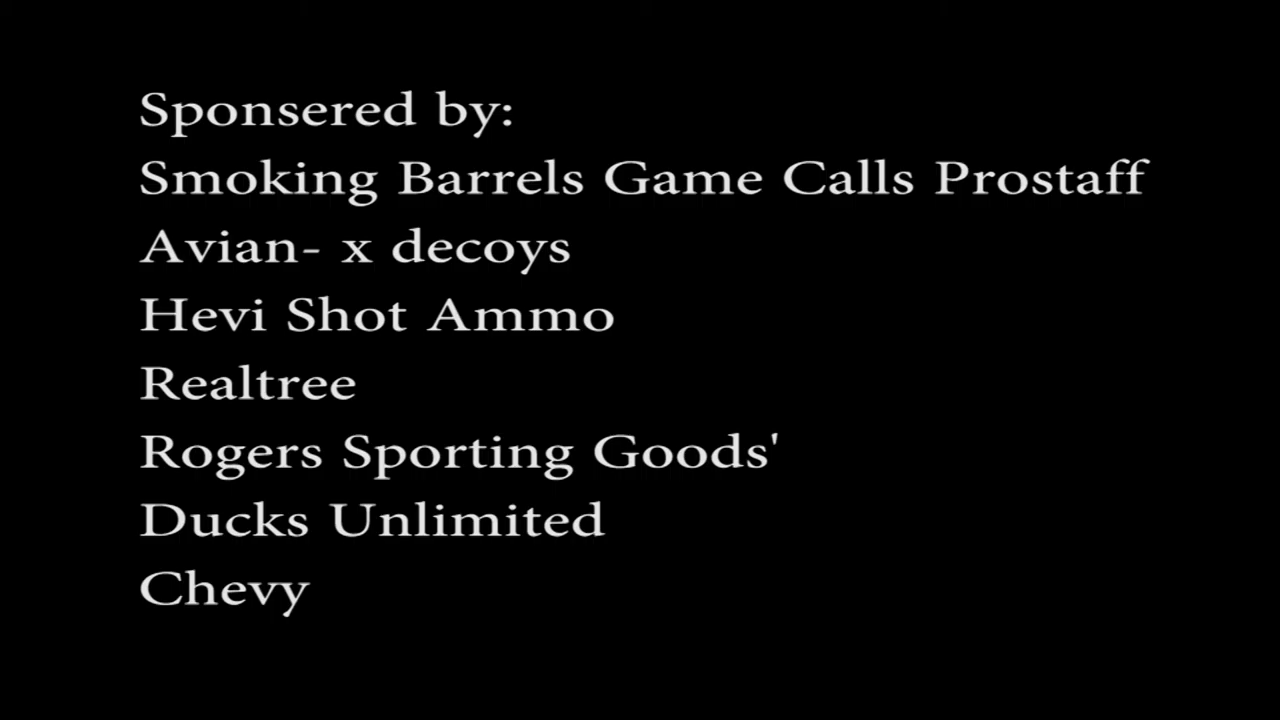 Sponsered by:
Smoking Barrels Game Calls Prostaff
Avian- x decoys
Hevi Shot Ammo
Realtree
Rogers Sporting Goods'
Ducks Unlimited
Chevy